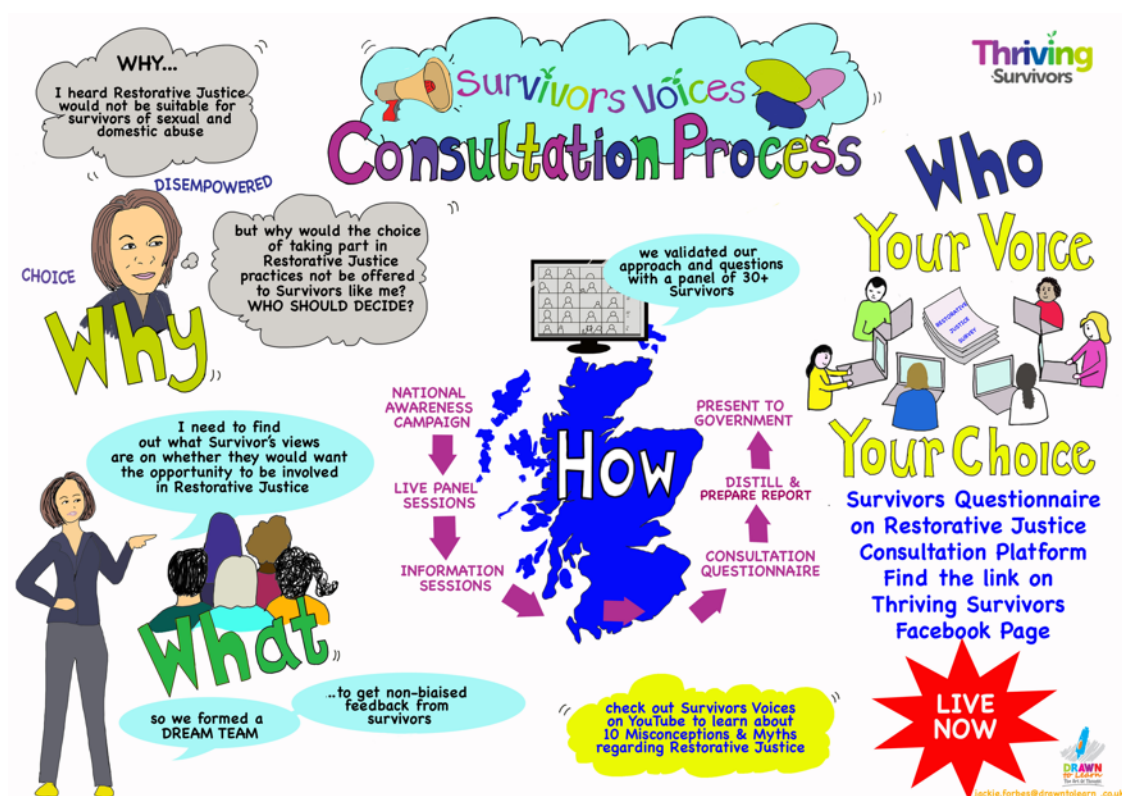 WHY...
I heard Restorative Justice
would not be suitable for
survivors of sexual and
domestic abuse
DISEMPOWERED
CHOICE
but why would the choice
of taking part in
Restorative Justice
practices not be offered
to Survivors like me?
WHO SHOULD DECIDE?
Why
Survivors Voices
Consultation Process
Thriving
Survivors
I need to find
out what Survivor's views
are on whether they would want
the opportunity to be involved
in Restorative Justice
What
so we formed a
DREAM TEAM
...to get non-biaised
feedback from
survivors
we validated our
approach and questions
with a panel of 30+
Survivors
How
NATIONAL
AWARENESS
CAMPAIGN
LIVE PANEL
SESSIONS
INFORMATION
SESSIONS
CONSULTATION
QUESTIONNAIRE
DISTILL &
PREPARE REPORT
PRESENT TO
GOVERNMENT
check out Survivors Voices
on YouTube to learn about
10 Misconceptions & Myths
regarding Restorative Justice
Who
Your Voice
RESTORATIVE
JUSTICE
SURVEY
Your Choice
Survivors Questionnaire
on Restorative Justice
Consultation Platform
Find the link on
Thriving Survivors
Facebook Page
LIVE
NOW
DRAWN
to Learn
The Art of Thought
jackie.forbes@drawntolearn.co.uk